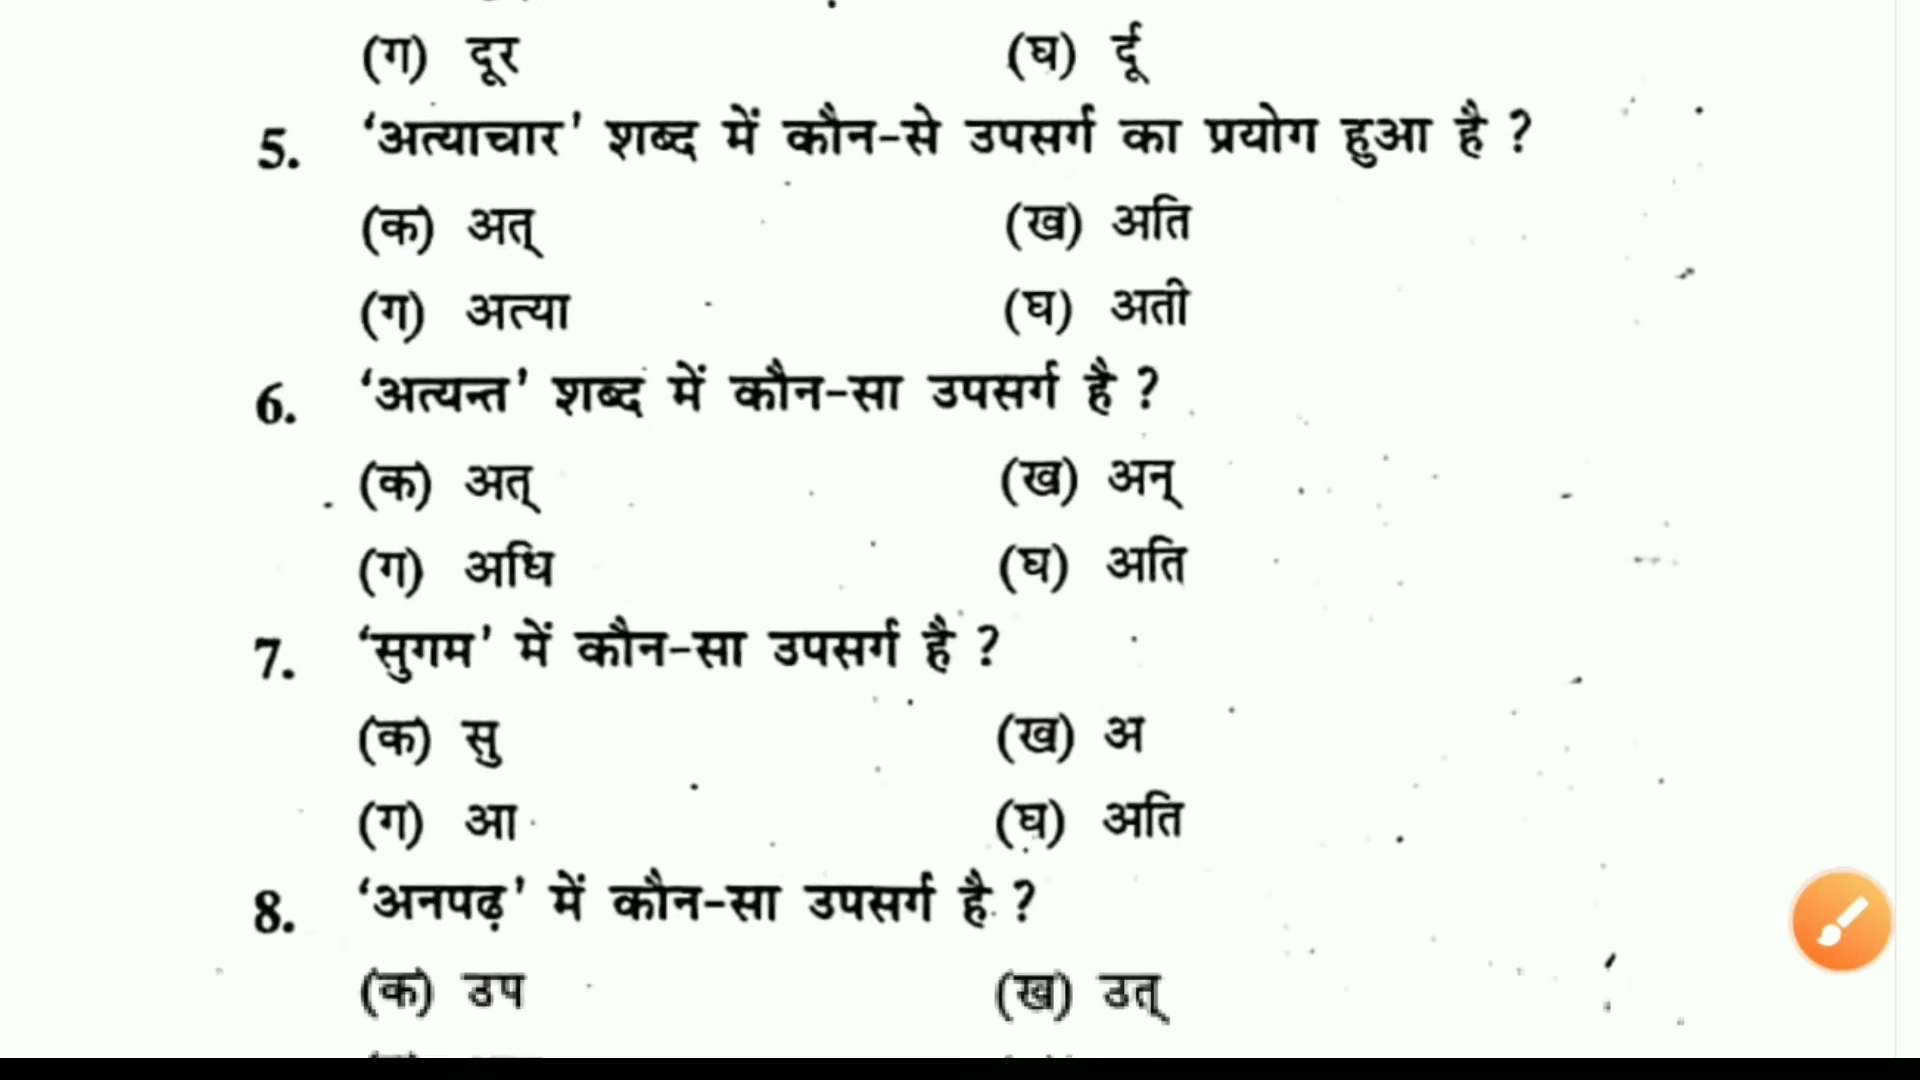 (ग) दूर (घ) र्दू
5. ‘अत्याचार’ शब्द में कौन-से उपसर्ग का प्रयोग हुआ है ?
(क) अत् (ख) अति
(ग) अत्या (घ) अती
6. ‘अत्यन्त’ शब्द में कौन-सा उपसर्ग है ?
(क) अत् (ख) अन्
(ग) अधि (घ) अति
7. ‘सुगम’ में कौन-सा उपसर्ग है ?
(क) सु (ख) अ
(ग) आ (घ) अति
8. ‘अनपढ़’ में कौन-सा उपसर्ग है ?
(क) उप (ख) उत्